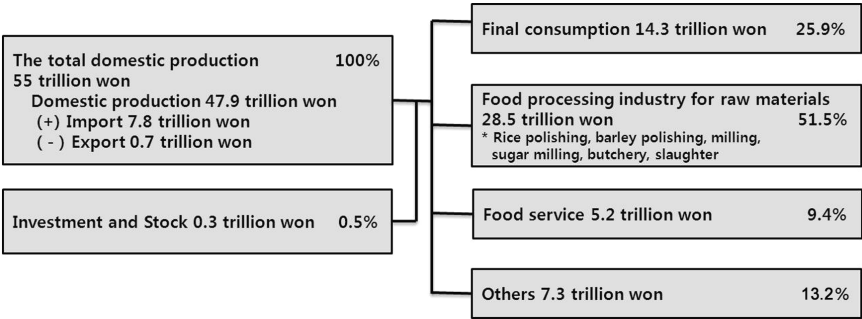 The total domestic production 100%
55 trillion won
Domestic production 47.9 trillion won
(+) Import 7.8 trillion won
( - ) Export 0.7 trillion won
Investment and Stock 0.3 trillion won 0.5%
Final consumption 14.3 trillion won 25.9%
Food processing industry for raw materials
28.5 trillion won 51.5%
* Rice polishing, barley polishing, milling,
sugar milling, butchery, slaughter
Food service 5.2 trillion won 9.4%
Others 7.3 trillion won 13.2%